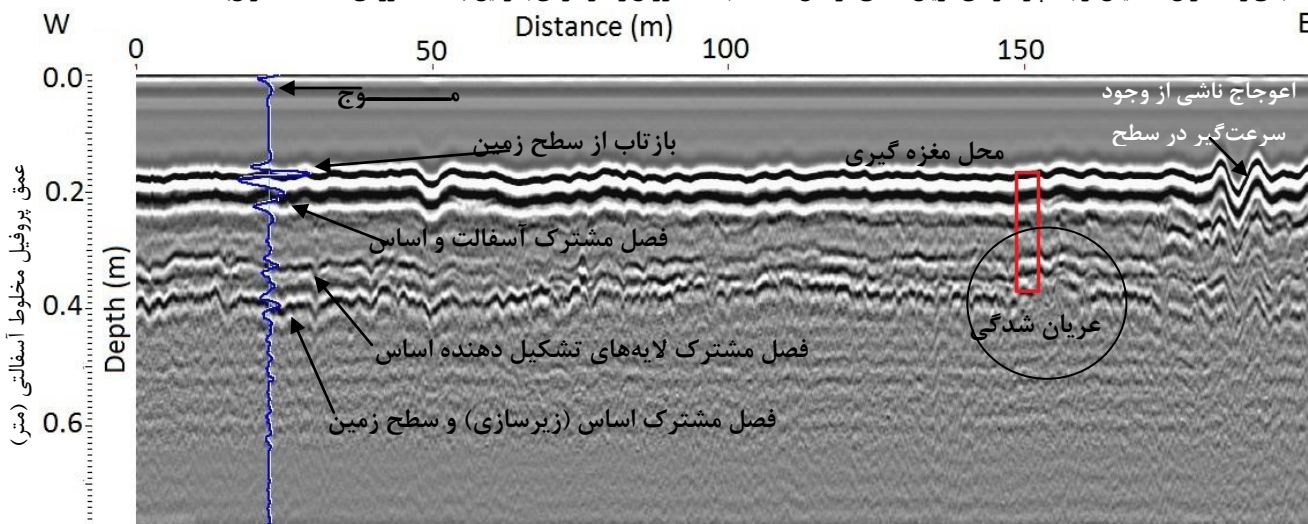 W
Distance (m)
E
0 50 100 150
0.0
0.2
0.4
0.6
عمق پروفیل مخلوط آسفالتی (متر)
Depth (m)
مـــــوج
اعوجاج ناشی از وجود
سرعت‌گیر در سطح
بازتاب از سطح زمین
محل مغزه گیری
فصل مشترک آسفالت و اساس
عریان شدگی
فصل مشترک لایه‌های تشکیل دهنده اساس
فصل مشترک اساس (زیرسازی) و سطح زمین